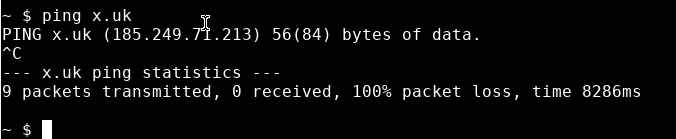 ~ $ ping x.uk
PING x.uk (185.249.71.213) 56(84) bytes of data.
^C
--- x.uk ping statistics ---
9 packets transmitted, 0 received, 100% packet loss, time 8286ms
~ $